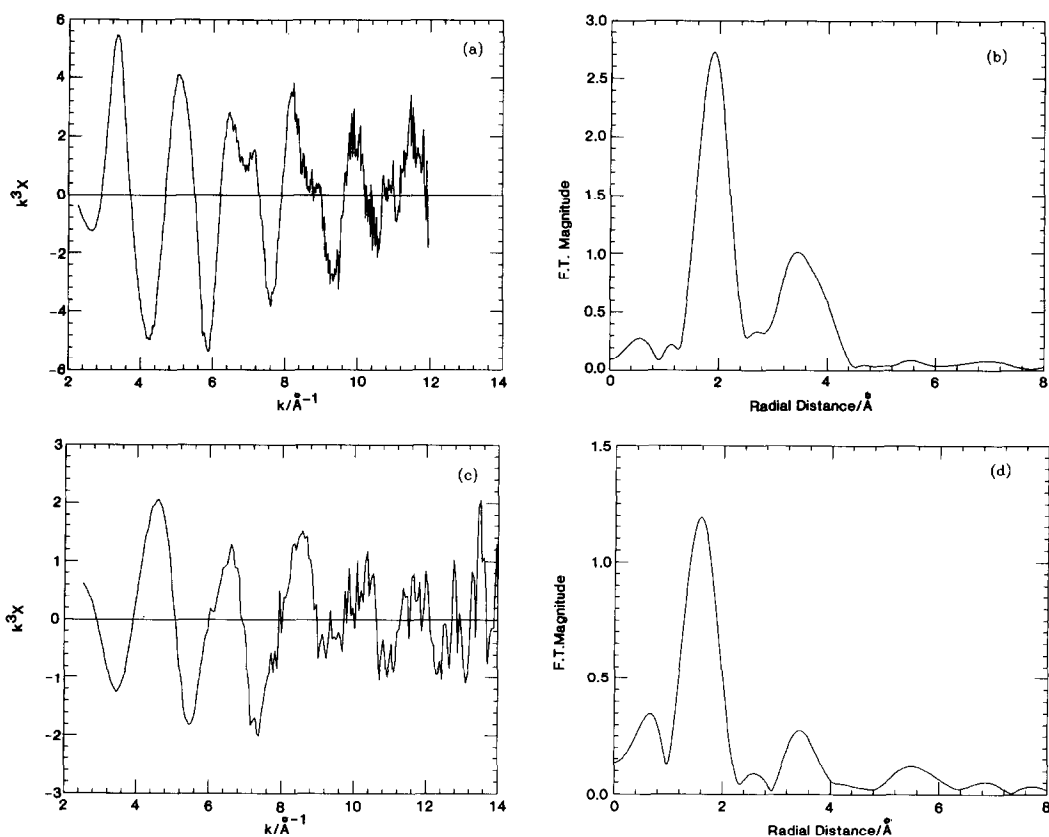 (a)
6
4
2
0
-2
-4
-6
k³X
2 4 6 8 10 12 14
k/Å⁻¹
(b)
3.0
2.5
2.0
1.5
1.0
0.5
0.0
F.T. Magnitude
0 2 4 6 8
Radial Distance/Å
(c)
3
2
1
0
-1
-2
-3
k³X
2 4 6 8 10 12 14
k/Å⁻¹
(d)
1.5
1.0
0.5
0.0
F.T.Magnitude
0 2 4 6 8
Radial Distance/Å